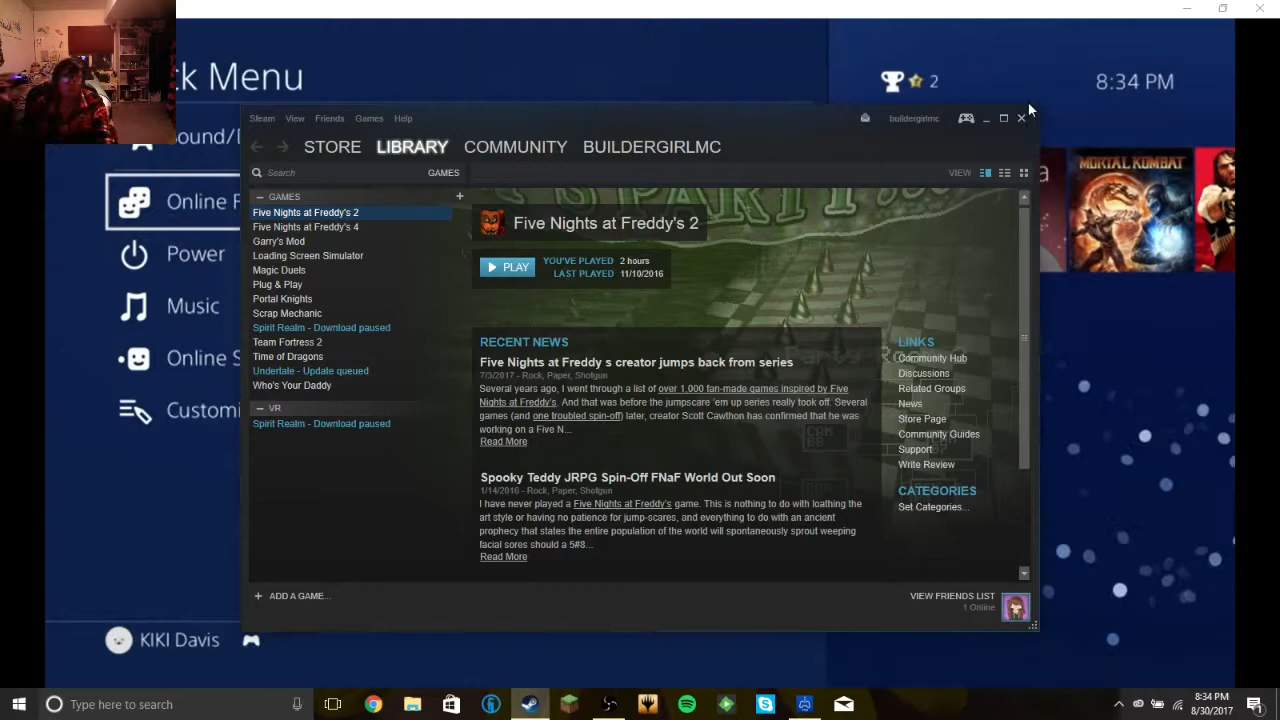 ck Menu
2
8:34 PM
Sound/D
Online F
Power
Music
Online S
Customi
KIKI Davis
MORTAL KOMBAT
a
Steam View Friends Games Help
buildergirlmc
STORE LIBRARY COMMUNITY BUILDERGIRLMC
Search GAMES
VIEW
— GAMES +
Five Nights at Freddy's 2
Five Nights at Freddy's 4
Garry's Mod
Loading Screen Simulator
Magic Duels
Plug & Play
Portal Knights
Scrap Mechanic
Spirit Realm - Download paused
Team Fortress 2
Time of Dragons
Undertale - Update queued
Who's Your Daddy
— VR
Spirit Realm - Download paused
PARTY
Five Nights at Freddy's 2
PLAY
YOU'VE PLAYED 2 hours
LAST PLAYED 11/10/2016
RECENT NEWS
Five Nights at Freddy s creator jumps back from series
7/3/2017 - Rock, Paper, Shotgun
Several years ago, I went through a list of over 1,000 fan-made games inspired by Five
Nights at Freddy's. And that was before the jumpscare 'em up series really took off. Several
games (and one troubled spin-off) later, creator Scott Cawthon has confirmed that he was
working on a Five N...
Read More
Spooky Teddy JRPG Spin-Off FNaF World Out Soon
1/14/2016 - Rock, Paper, Shotgun
I have never played a Five Nights at Freddy's game. This is nothing to do with loathing the
art style or having no patience for jump-scares, and everything to do with an ancient
prophecy that states the entire population of the world will spontaneously sprout weeping
facial sores should a 5#8...
Read More
CAM
08
LINKS
Community Hub
Discussions
Related Groups
News
Store Page
Community Guides
Support
Write Review
CATEGORIES
Set Categories...
+ ADD A GAME...
VIEW FRIENDS LIST
1 Online
Type here to search
8:34 PM
8/30/2017